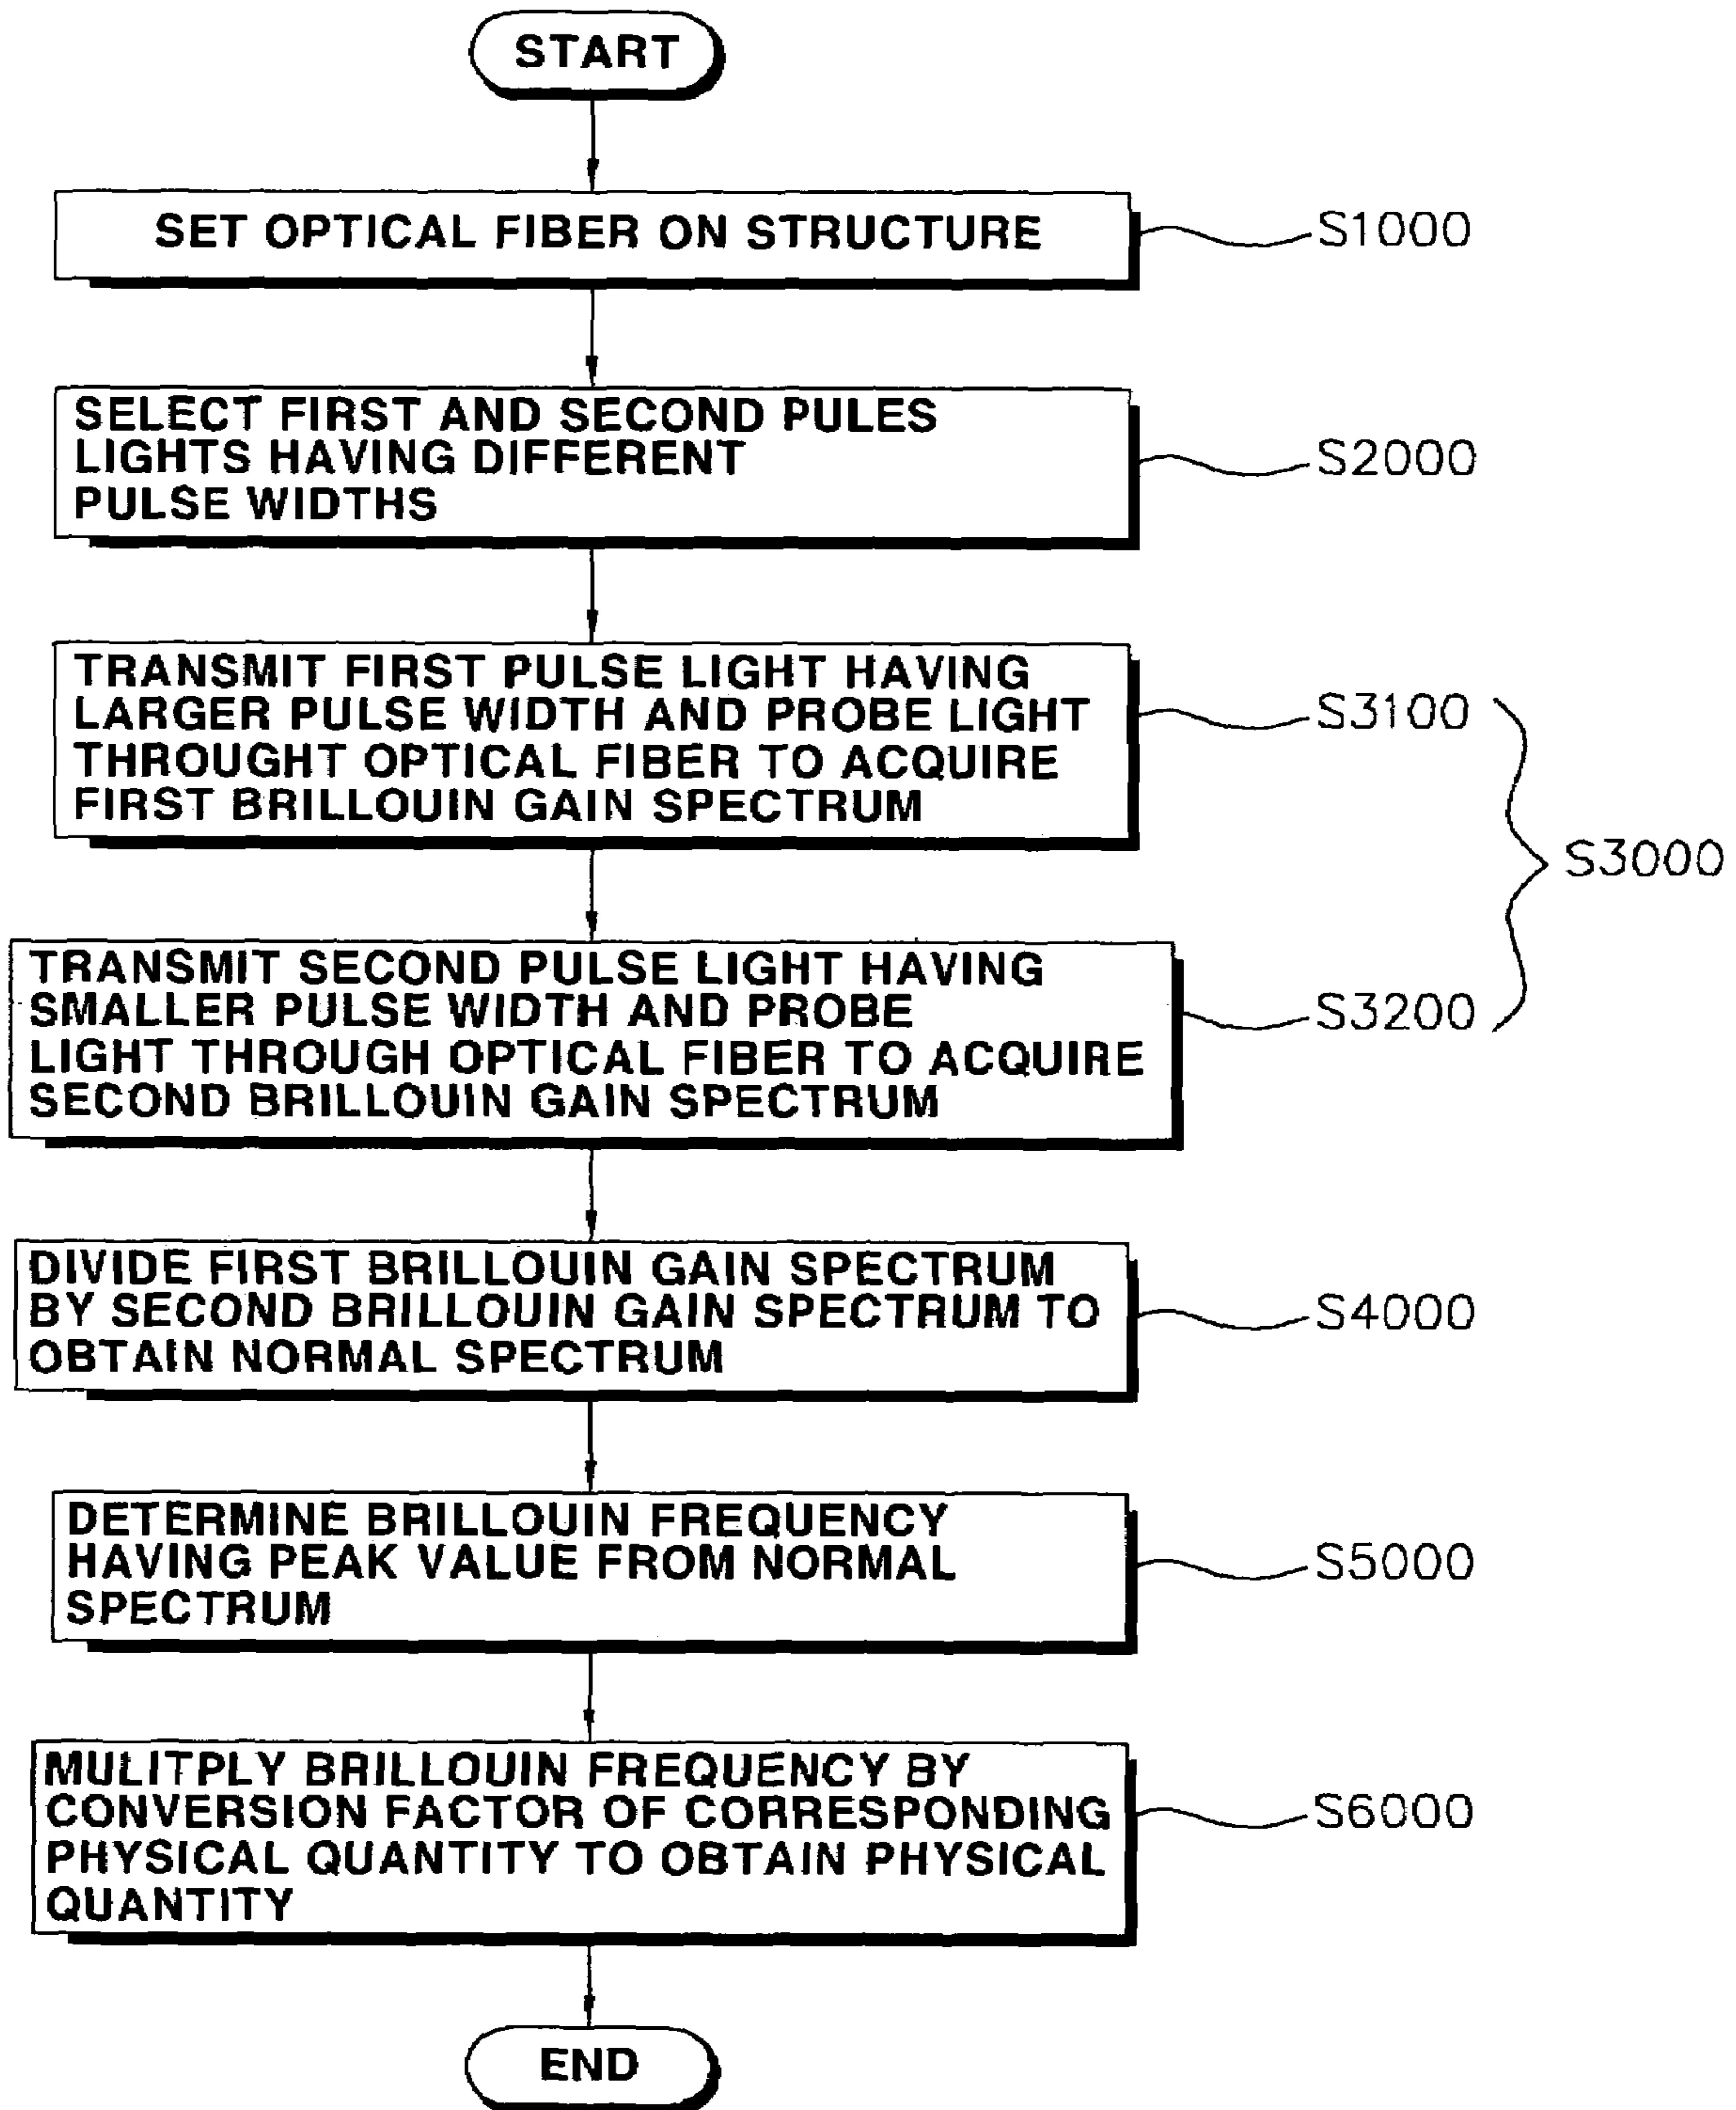 START
SET OPTICAL FIBER ON STRUCTURE
S1000
SELECT FIRST AND SECOND PULES
LIGHTS HAVING DIFFERENT
PULSE WIDTHS
S2000
TRANSMIT FIRST PULSE LIGHT HAVING
LARGER PULSE WIDTH AND PROBE LIGHT
THROUGHT OPTICAL FIBER TO ACQUIRE
FIRST BRILLOUIN GAIN SPECTRUM
S3100
S3000
TRANSMIT SECOND PULSE LIGHT HAVING
SMALLER PULSE WIDTH AND PROBE
LIGHT THROUGH OPTICAL FIBER TO ACQUIRE
SECOND BRILLOUIN GAIN SPECTRUM
S3200
DIVIDE FIRST BRILLOUIN GAIN SPECTRUM
BY SECOND BRILLOUIN GAIN SPECTRUM TO
OBTAIN NORMAL SPECTRUM
S4000
DETERMINE BRILLOUIN FREQUENCY
HAVING PEAK VALUE FROM NORMAL
SPECTRUM
S5000
MULITPLY BRILLOUIN FREQUENCY BY
CONVERSION FACTOR OF CORRESPONDING
PHYSICAL QUANTITY TO OBTAIN PHYSICAL
QUANTITY
S6000
END